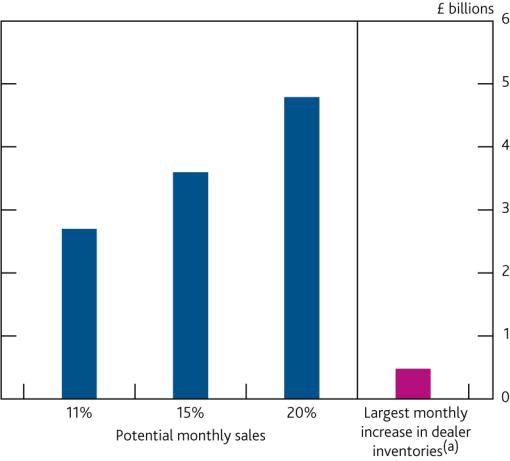 £ billions
6
5
4
3
2
1
0
11%
15%
20%
Potential monthly sales
Largest monthly
increase in dealer
inventories(a)